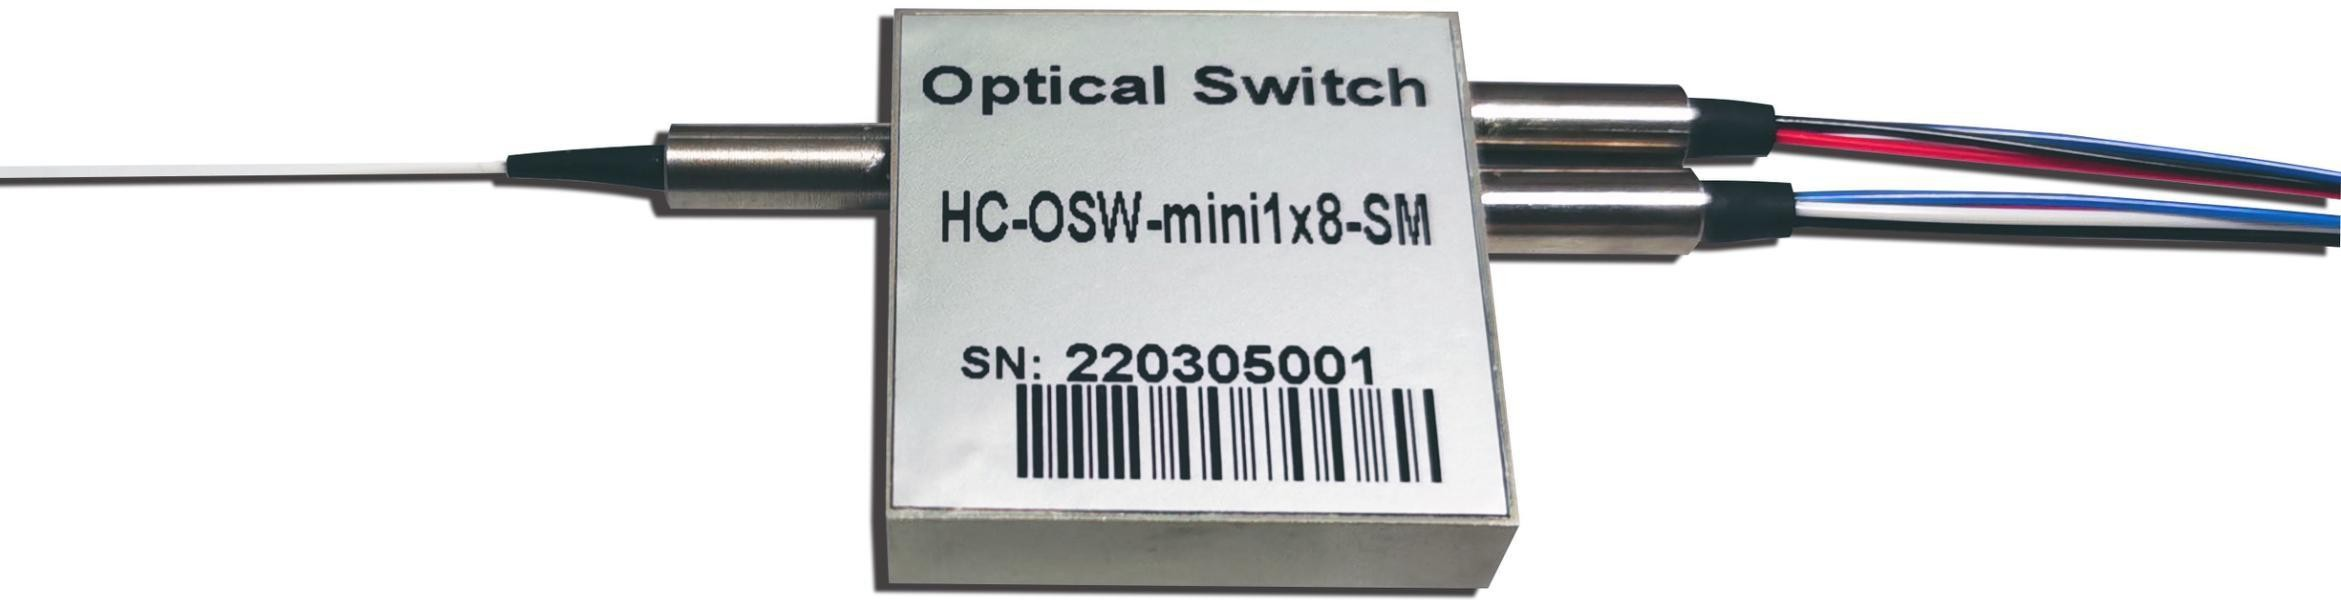 Optical Switch
HC-OSW-mini1x8-SM
SN: 220305001